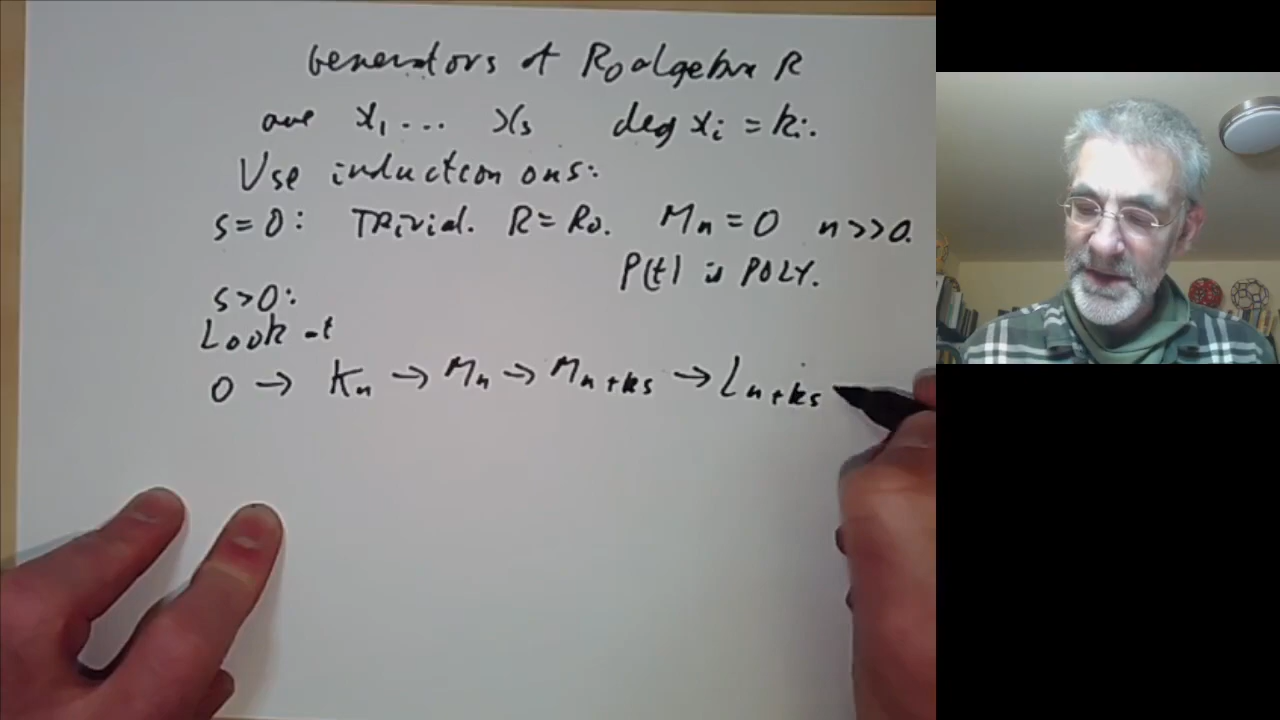 Generators of R₀ algebra R
are x₁ ... xₛ deg xᵢ = kᵢ.
Use induction on s:
s=0: TRivial. R=R₀. Mₙ=0 n>>0.
P(t) is POLY.
s>0:
Look at
0 → Kₙ → Mₙ → Mₙ₊ₖₛ → Lₙ₊ₖₛ